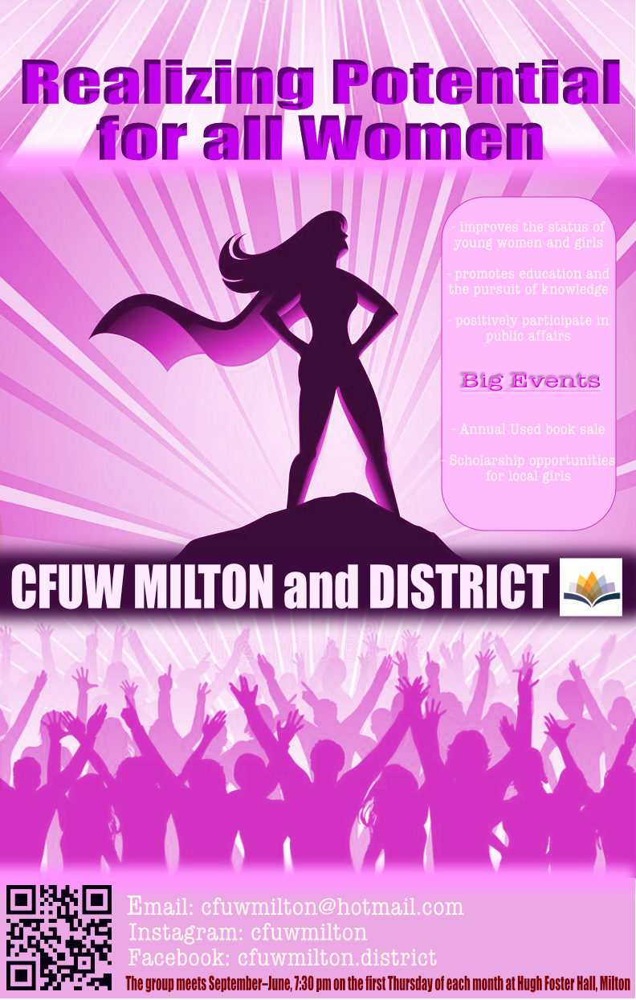 Realizing Potential
for all Women
- improves the status of
young women and girls
- promotes education and
the pursuit of knowledge
- positively participate in
public affairs
Big Events
- Annual Used book sale
- Scholarship opportunities
for local girls
CFUW MILTON and DISTRICT
Email: cfuwmilton@hotmail.com
Instagram: cfuwmilton
Facebook: cfuwmilton.district
The group meets September–June, 7:30 pm on the first Thursday of each month at Hugh Foster Hall, Milton